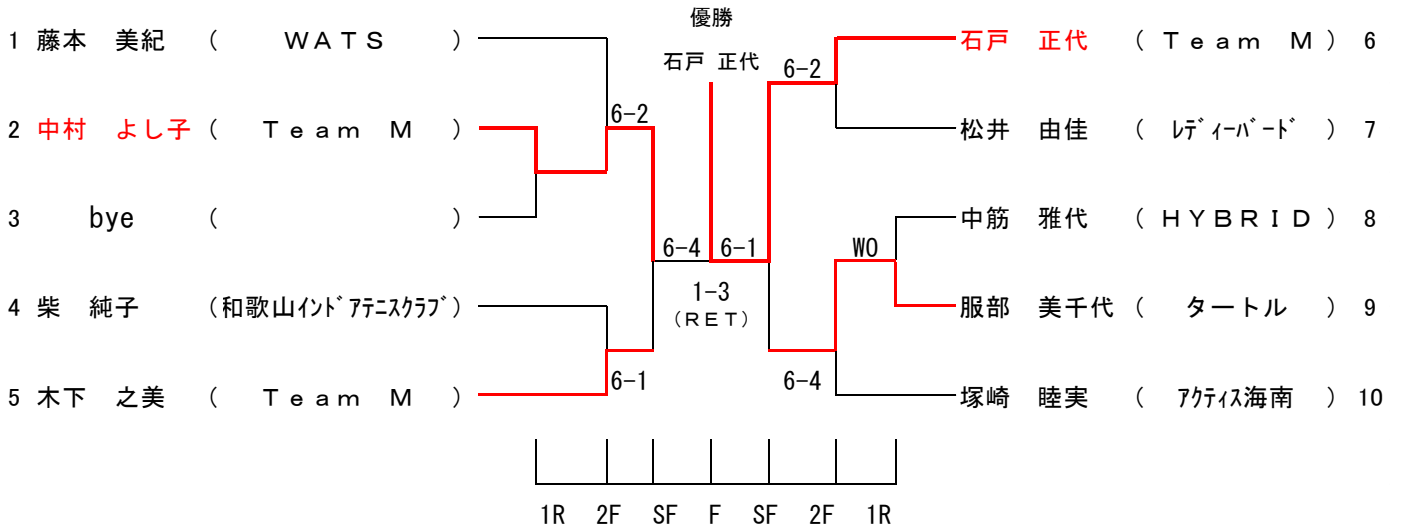 優勝
石戸 正代
1 藤本 美紀 ( WATS )
2 中村 よし子 ( Team M )
3 bye ( )
4 柴 純子 (和歌山インドアテニスクラブ)
5 木下 之美 ( Team M )
6-2
6-1
6-4
6-1
1-3
(RET)
6-2
WO
6-4
石戸 正代 ( Team M ) 6
松井 由佳 ( レディーバード ) 7
中筋 雅代 ( HYBRID ) 8
服部 美千代 ( タートル ) 9
塚崎 睦実 ( アクティス海南 ) 10
1R 2F SF F SF 2F 1R